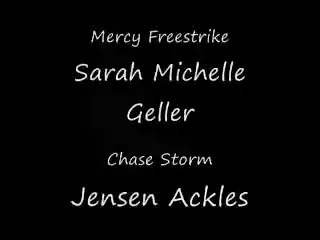 Mercy Freestrike
Sarah Michelle
Geller
Chase Storm
Jensen Ackles